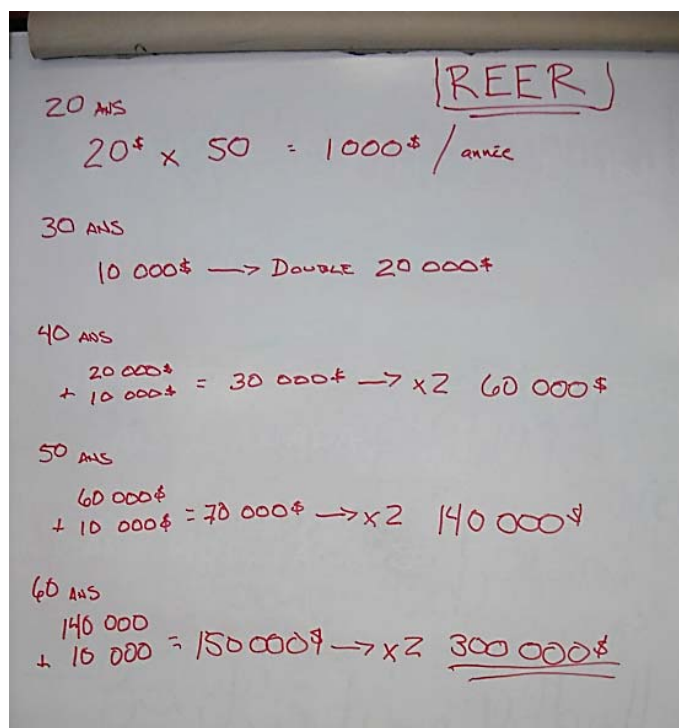 REER
20 ANS
20$ x 50 = 1000$ / année
30 ANS
10 000$ —> DOUBLE 20 000$
40 ANS
20 000$
+ 10 000$ = 30 000$ —> x2 60 000$
50 ANS
60 000$
+ 10 000$ = 70 000$ —> x2 140 000$
60 ANS
140 000
+ 10 000 = 150 000$ —> x2 300 000$